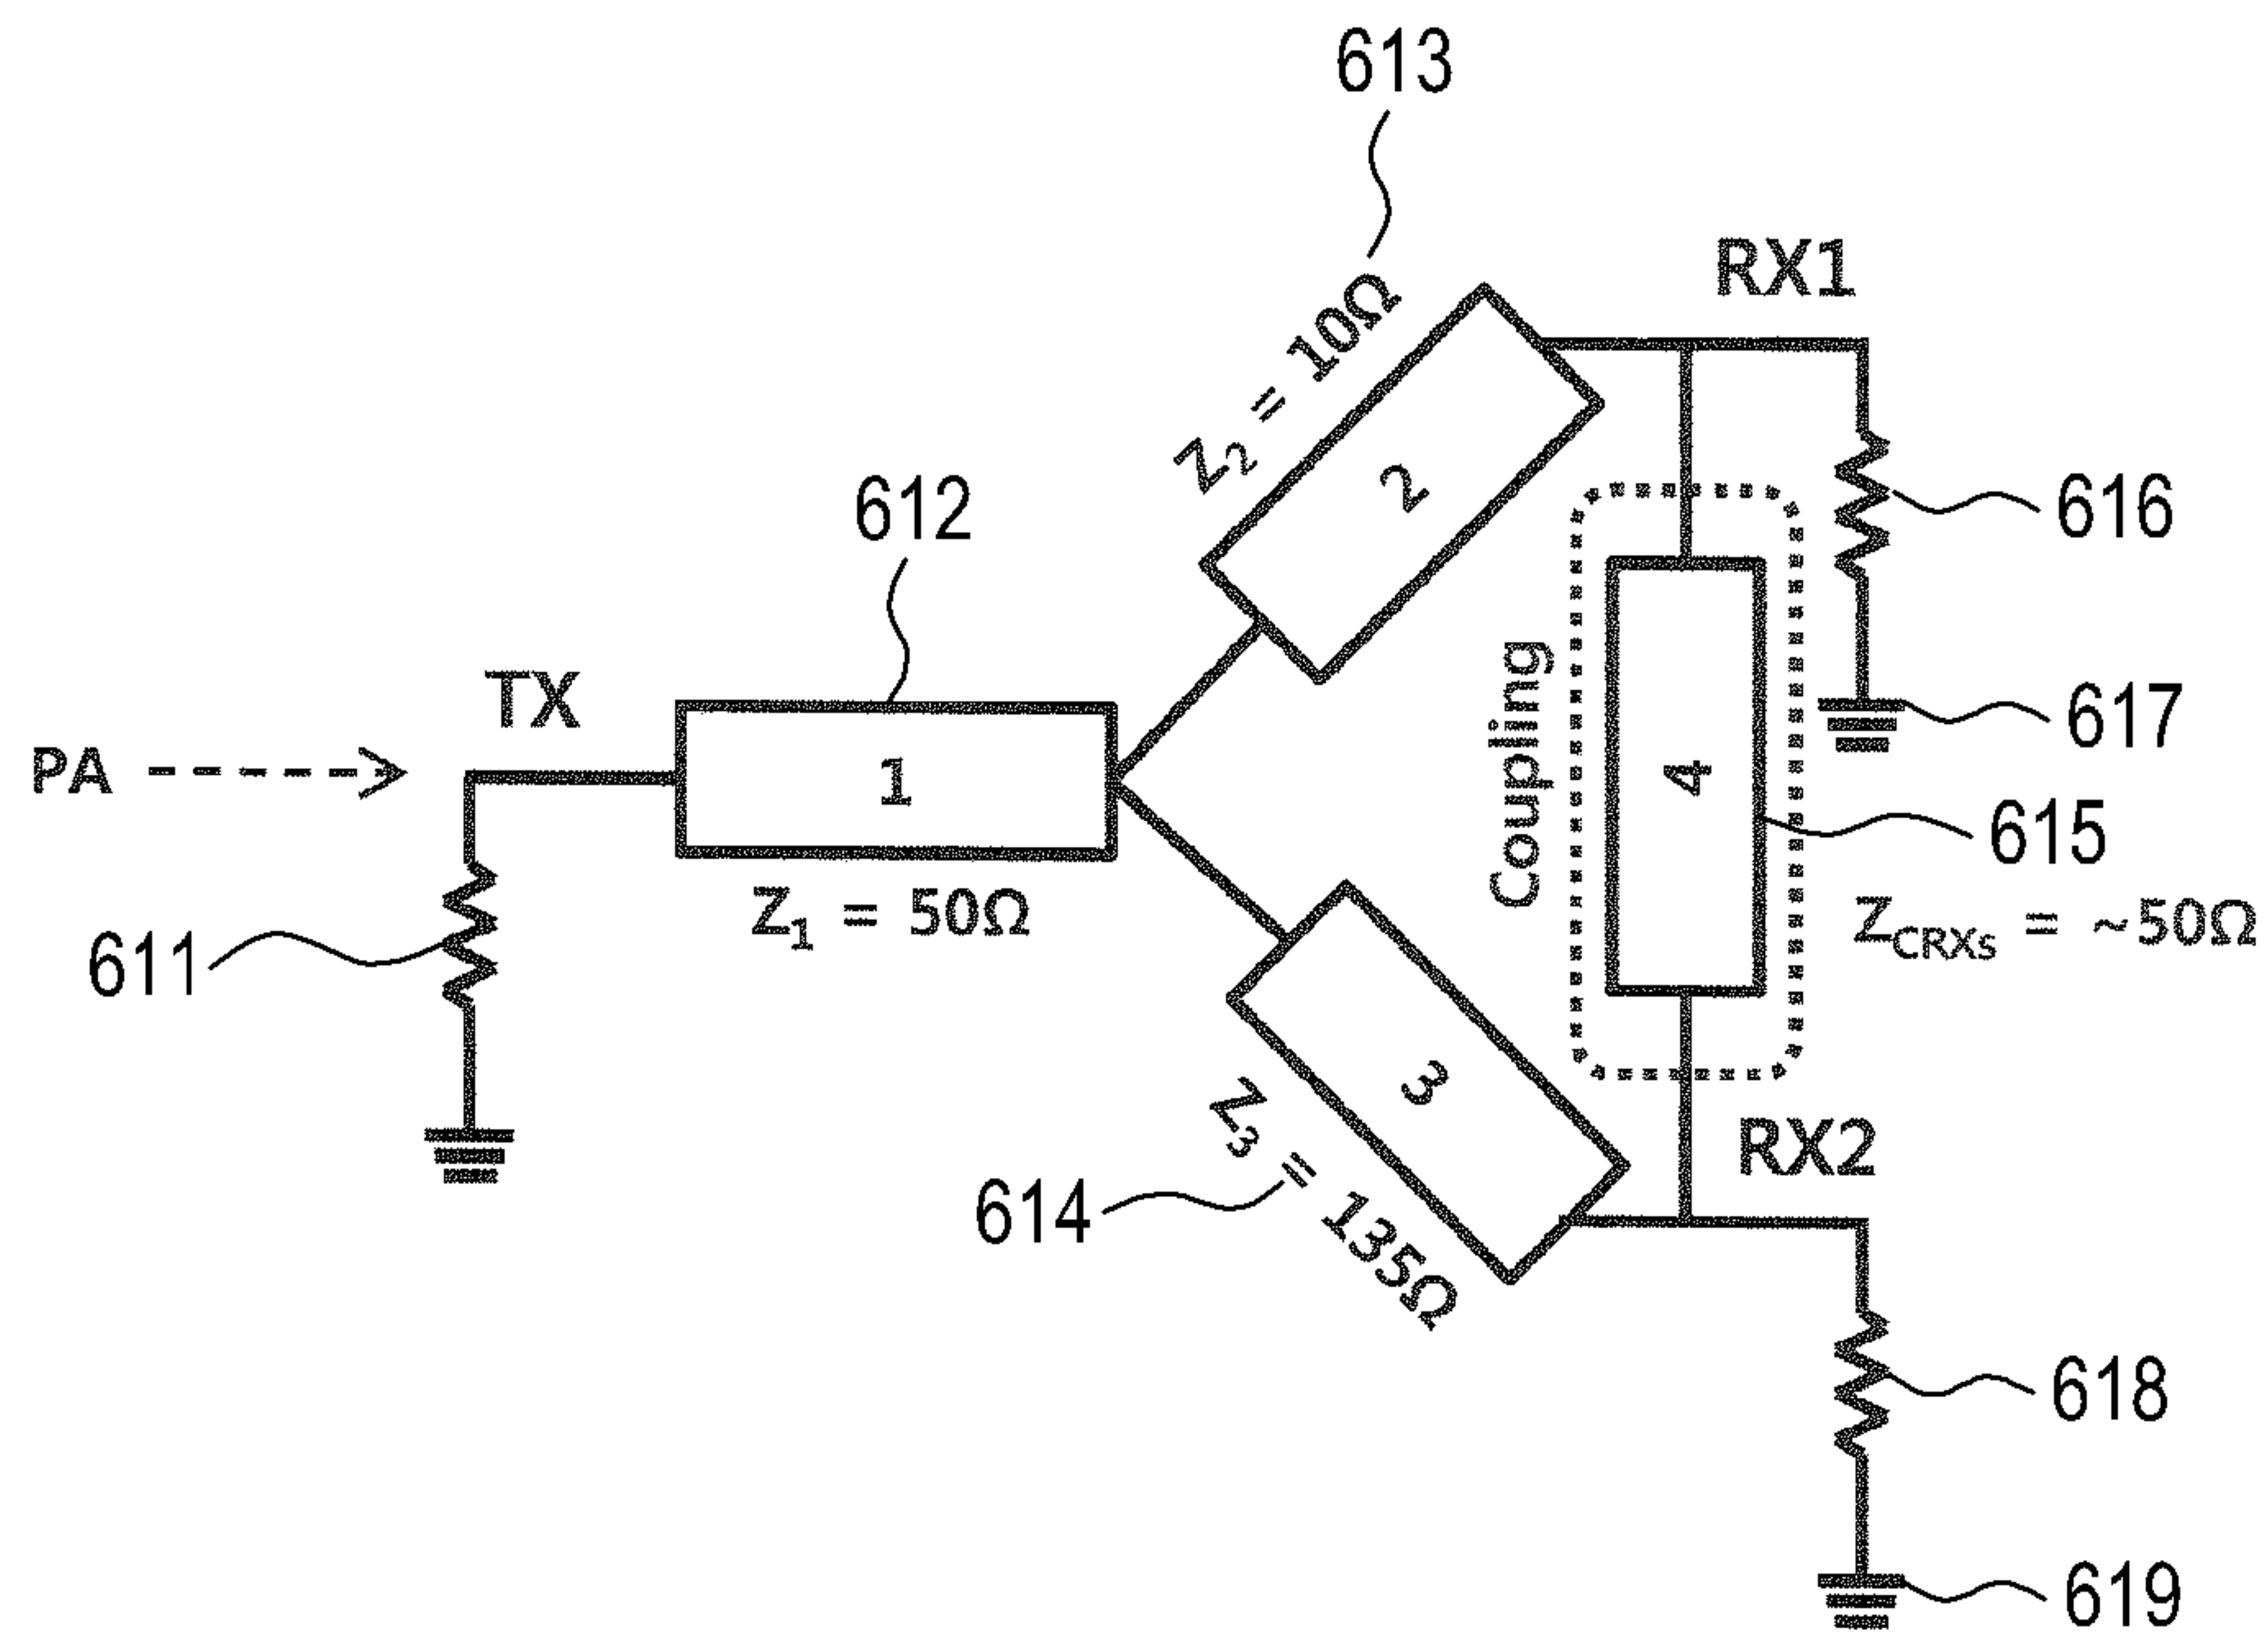 613
RX1
Z2 = 10Ω
2
616
612
617
TX
PA
1
Coupling
4
615
Z1 = 50Ω
ZCRXs = ~50Ω
611
3
RX2
614
Z3 = 135Ω
618
619